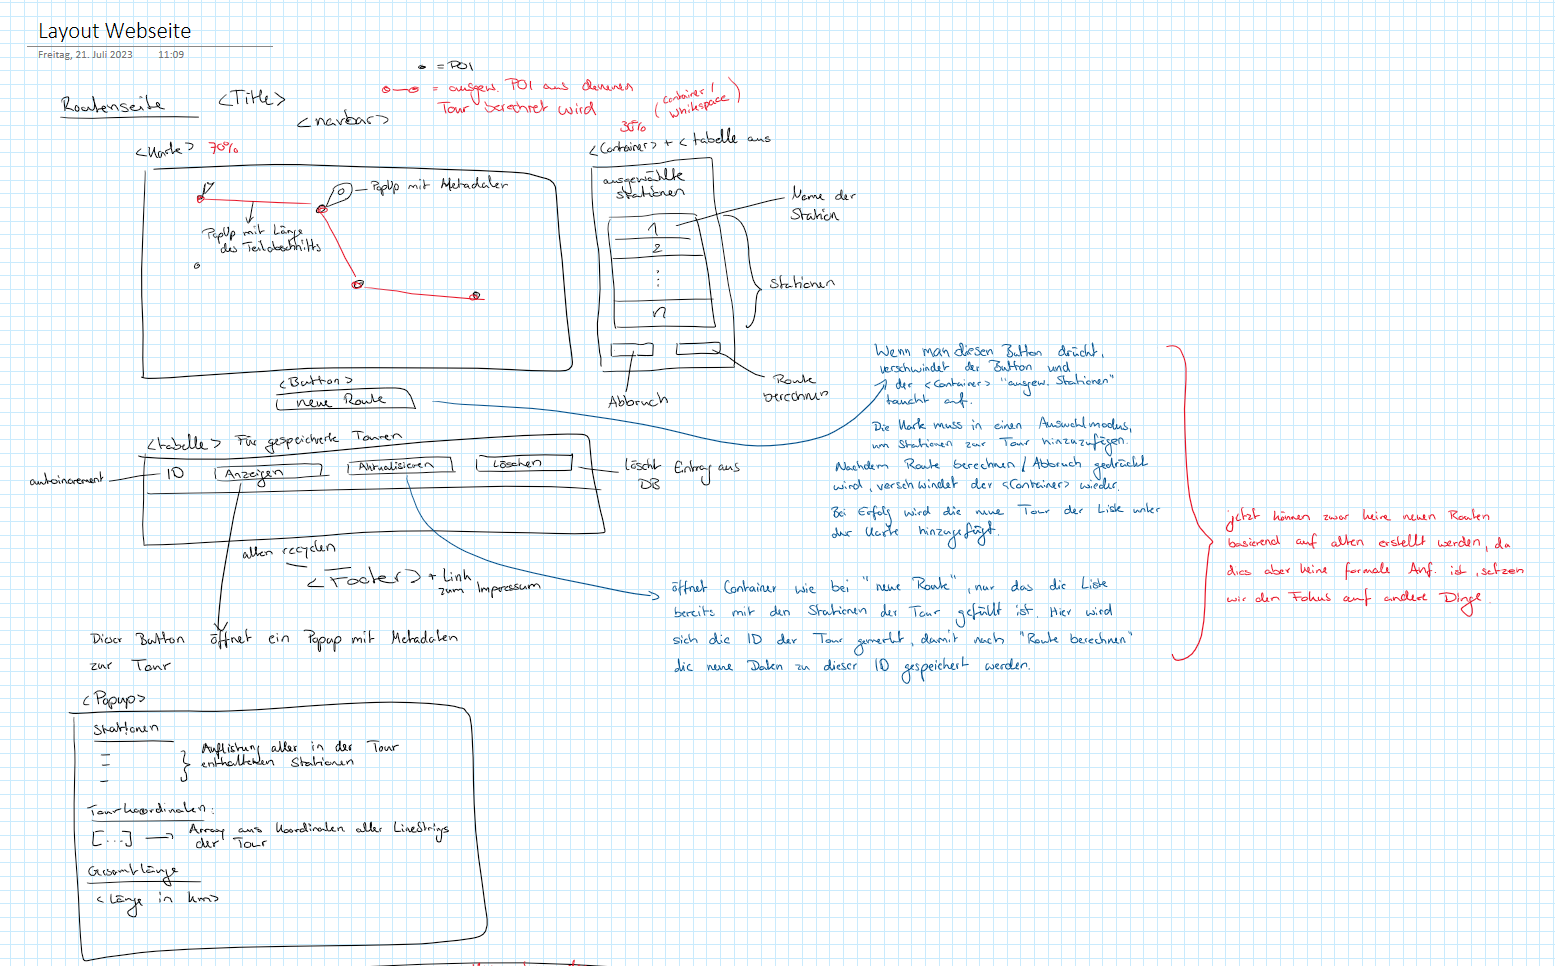 Layout Webseite
Freitag, 21. Juli 2023 11:09
= POI
= ausgew. POI aus denen
Tour berechnet wird
Routenseite
<Title>
<navbar>
(Container /
Whitespace)
<Karte> 70%
30%
<Container> + <tabelle aus
PopUp mit Metadaten
PopUp mit Länge
des Teilabschnitts
ausgewählte
Stationen
1
2
n
Name der
Station
Stationen
Abbruch
Route
berechnen
<Button>
neue Route
Wenn man diesen Button drückt,
verschwindet der Button und
der <Container> "ausgew. Stationen"
taucht auf.
Die Karte muss in einen Auswahlmodus,
um Stationen zur Tour hinzuzufügen.
Nachdem Route berechnen / Abbruch gedrückt
wird, verschwindet der <Container> wieder.
Bei Erfolg wird die neue Tour der Liste unter
der Karte hinzugefügt.
<tabelle> Für gespeicherte Touren
autoincrement
ID
Anzeigen
Aktualisieren
Löschen
Löscht Eintrag aus
DB
alten recyclen
<Footer> + Link
zum Impressum
öffnet Container wie bei "neue Route", nur das die Liste
bereits mit den Stationen der Tour gefüllt ist. Hier wird
sich die ID der Tour gemerkt, damit nach "Route berechnen"
die neue Daten zu dieser ID gespeichert werden.
jetzt können zwar keine neuen Routen
basierend auf alten erstellt werden, da
dies aber keine formale Anf. ist, setzen
wir den Fokus auf andere Dinge.
Dieser Button öffnet ein Popup mit Metadaten
zur Tour
<Popup>
Stationen
Auflistung aller in der Tour
enthaltenen Stationen
Tourkoordinaten:
[...]
Array aus Koordinaten aller LineStrings
der Tour
Gesamtlänge
<Länge in km>